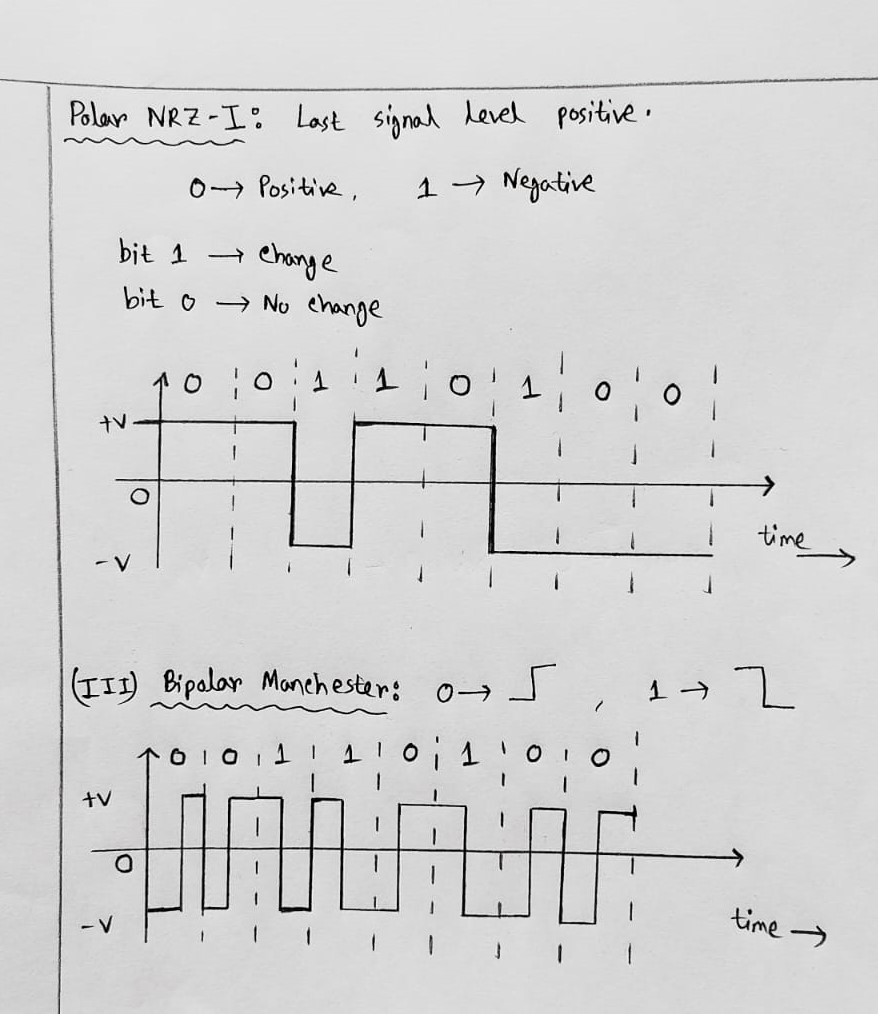 Polar NRZ-I: Last signal level positive.
0 → Positive, 1 → Negative
bit 1 → change
bit 0 → No change
0 0 1 1 0 1 0 0
+V
0
-V
time
(III) Bipolar Manchester: 0 → , 1 →
0 0 1 1 0 1 0 0
+V
0
-V
time →